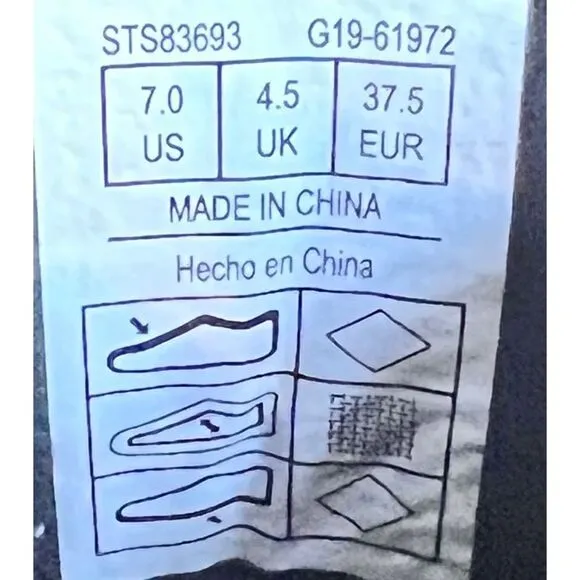 STS83693 G19-61972
7.0 4.5 37.5
US UK EUR
MADE IN CHINA
Hecho en China